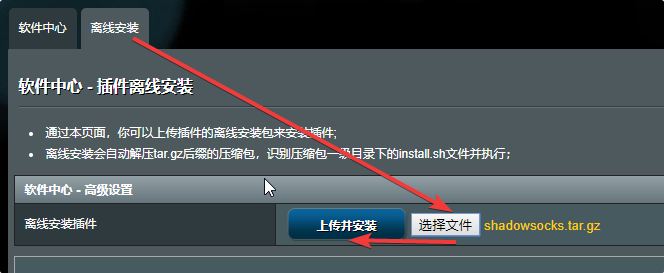 软件中心 离线安装
软件中心 - 插件离线安装
通过本页面，你可以上传插件的离线安装包来安装插件;
离线安装会自动解压tar.gz后缀的压缩包，识别压缩包一级目录下的install.sh文件并执行；
软件中心 - 高级设置
离线安装插件 上传并安装 选择文件 shadowsocks.tar.gz